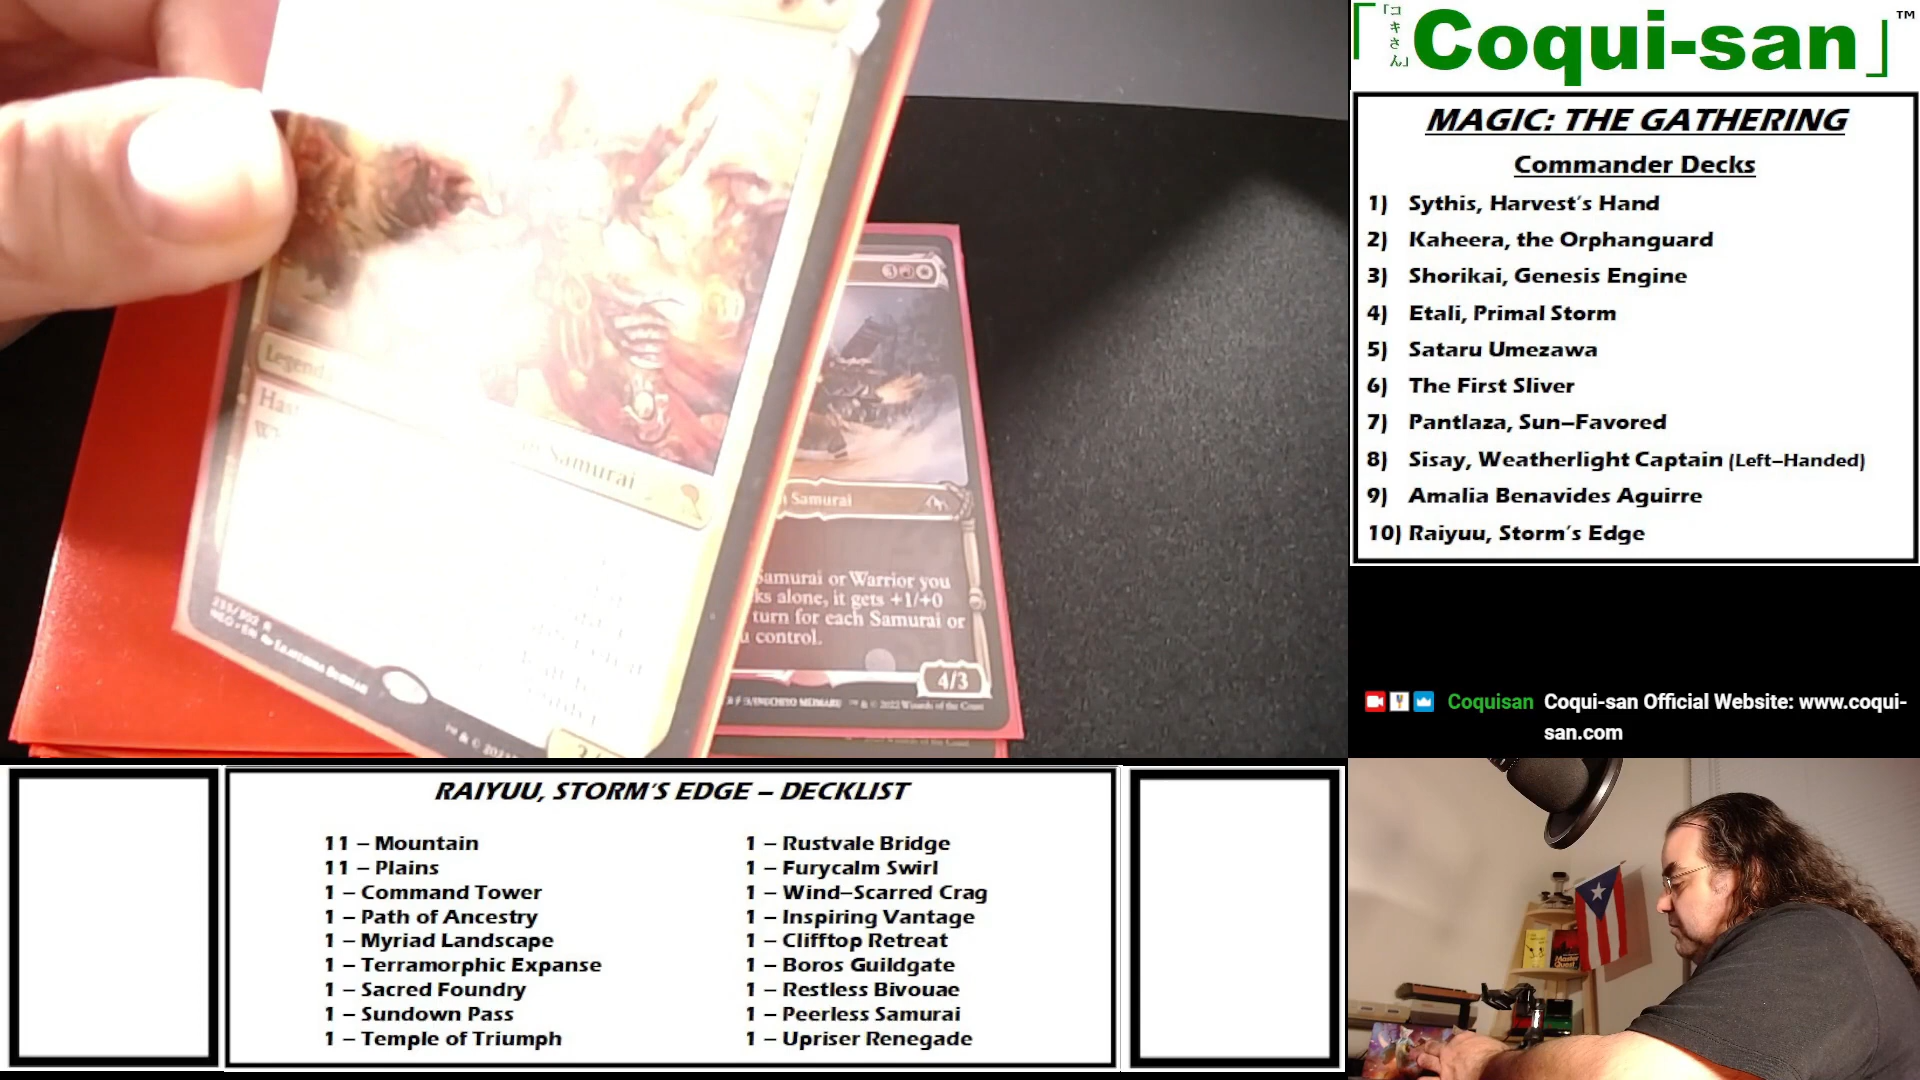 「コキさん」
「Coqui-san」™
MAGIC: THE GATHERING
Commander Decks
1) Sythis, Harvest's Hand
2) Kaheera, the Orphanguard
3) Shorikai, Genesis Engine
4) Etali, Primal Storm
5) Sataru Umezawa
6) The First Sliver
7) Pantlaza, Sun-Favored
8) Sisay, Weatherlight Captain (Left-Handed)
9) Amalia Benavides Aguirre
10) Raiyuu, Storm's Edge
Coquisan Coqui-san Official Website: www.coqui-
san.com
Samurai
235/302 R
3
Samurai
Samurai or Warrior you
ks alone, it gets +1/+0
turn for each Samurai or
control.
4/3
RAIYUU, STORM'S EDGE – DECKLIST
11 – Mountain
11 – Plains
1 – Command Tower
1 – Path of Ancestry
1 – Myriad Landscape
1 – Terramorphic Expanse
1 – Sacred Foundry
1 – Sundown Pass
1 – Temple of Triumph
1 – Rustvale Bridge
1 – Furycalm Swirl
1 – Wind-Scarred Crag
1 – Inspiring Vantage
1 – Clifftop Retreat
1 – Boros Guildgate
1 – Restless Bivouae
1 – Peerless Samurai
1 – Upriser Renegade
Master
Quest